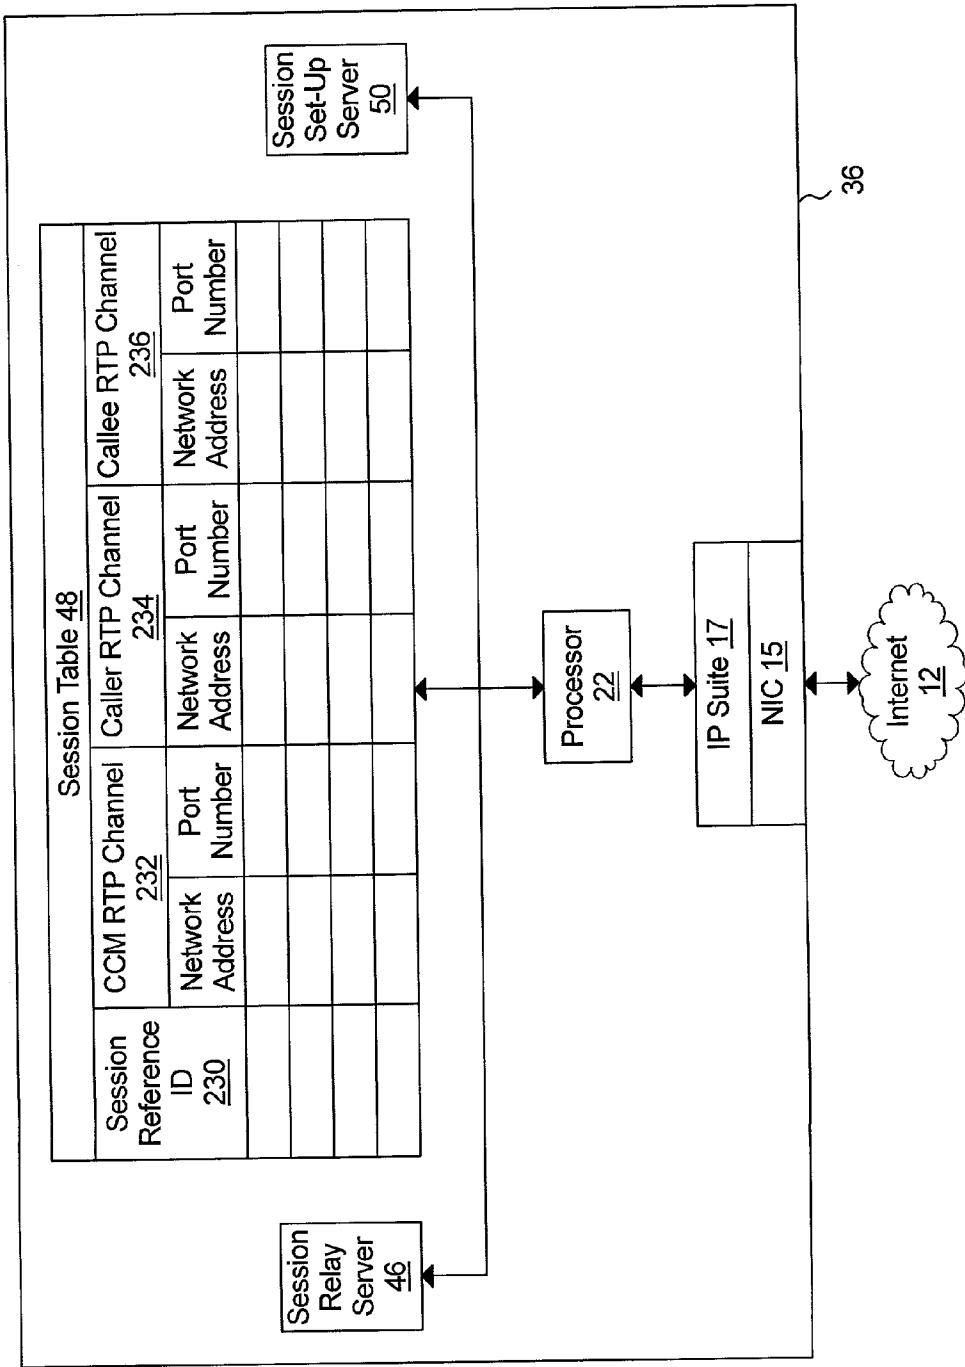 Session Table 48
Session
Reference
ID
230
CCM RTP Channel
232
Caller RTP Channel
234
Callee RTP Channel
236
Network
Address
Port
Number
Network
Address
Port
Number
Network
Address
Port
Number
Session
Relay
Server
46
Session
Set-Up
Server
50
Processor
22
IP Suite 17
NIC 15
36
Internet
12